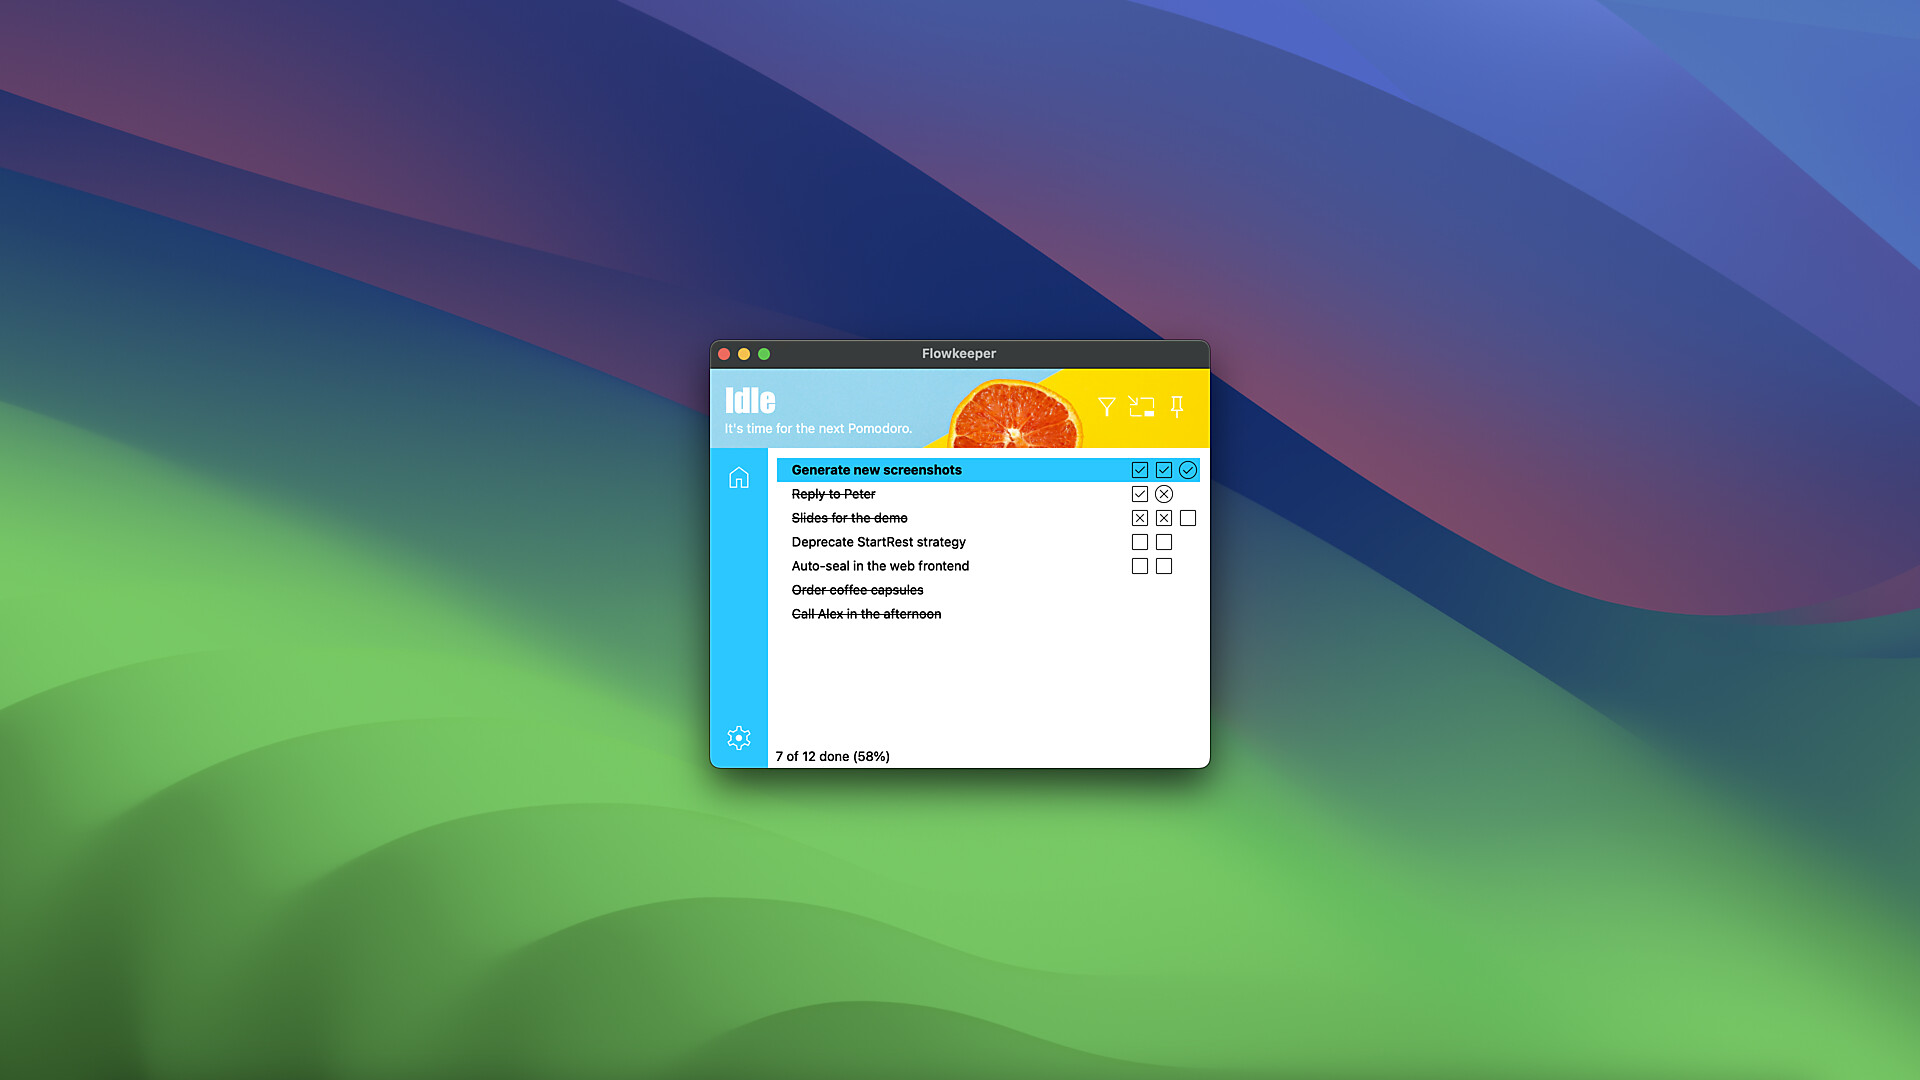 Flowkeeper
Idle
It's time for the next Pomodoro.
Generate new screenshots
Reply to Peter
Slides for the demo
Deprecate StartRest strategy
Auto-seal in the web frontend
Order coffee capsules
Call Alex in the afternoon
7 of 12 done (58%)